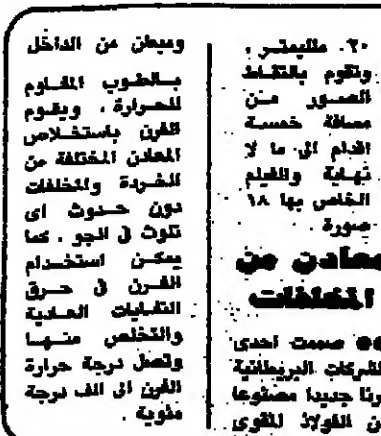 ٢٠. ملليمتر ،
وتقوم بالتقاط
الصور من
مسافة خمسة
اقدام الى ما لا
نهاية والفيلم
الخاص بها ١٨
صورة .
معادن من
المخلفات
●● صممت احدى
الشركات البريطانية
فرنا جديدا مصنوعا
من الفولاذ المقوى
ومبطن من الداخل
بالطوب المقاوم
للحرارة ، ويقوم
الفرن باستخلاص
المعادن المختلفة من
الخردة والمخلفات
دون حدوث اى
تلوث فى الجو . كما
يمكن استخدام
الفرن فى حرق
النفايات العادية
والتخلص منها
وتصل درجة حرارة
الفرن الى الف درجة
مئوية .